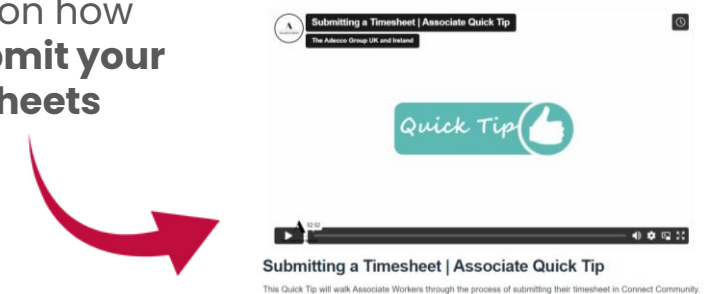 on how
mit your
heets
Submitting a Timesheet | Associate Quick Tip
The Adecco Group UK and Ireland
Quick Tip
02:52
Submitting a Timesheet | Associate Quick Tip
This Quick Tip will walk Associate Workers through the process of submitting their timesheet in Connect Community.